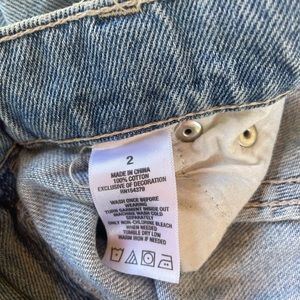 2
MADE IN CHINA
100% COTTON
EXCLUSIVE OF DECORATION
RN154379
WASH ONCE BEFORE
WEARING
TURN GARMENT INSIDE OUT
MACHINE WASH COLD
SEPARATELY
ONLY NON-CHLORINE BLEACH
WHEN NEEDED
TUMBLE DRY LOW
WARM IRON IF NEEDED